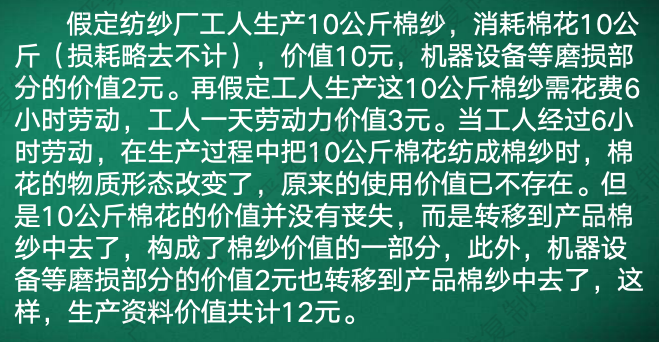 假定纺纱厂工人生产10公斤棉纱，消耗棉花10公
斤（损耗略去不计），价值10元，机器设备等磨损部
分的价值2元。再假定工人生产这10公斤棉纱需花费6
小时劳动，工人一天劳动力价值3元。当工人经过6小
时劳动，在生产过程中把10公斤棉花纺成棉纱时，棉
花的物质形态改变了，原来的使用价值已不存在。但
是10公斤棉花的价值并没有丧失，而是转移到产品棉
纱中去了，构成了棉纱价值的一部分，此外，机器设
备等磨损部分的价值2元也转移到产品棉纱中去了，这
样，生产资料价值共计12元。